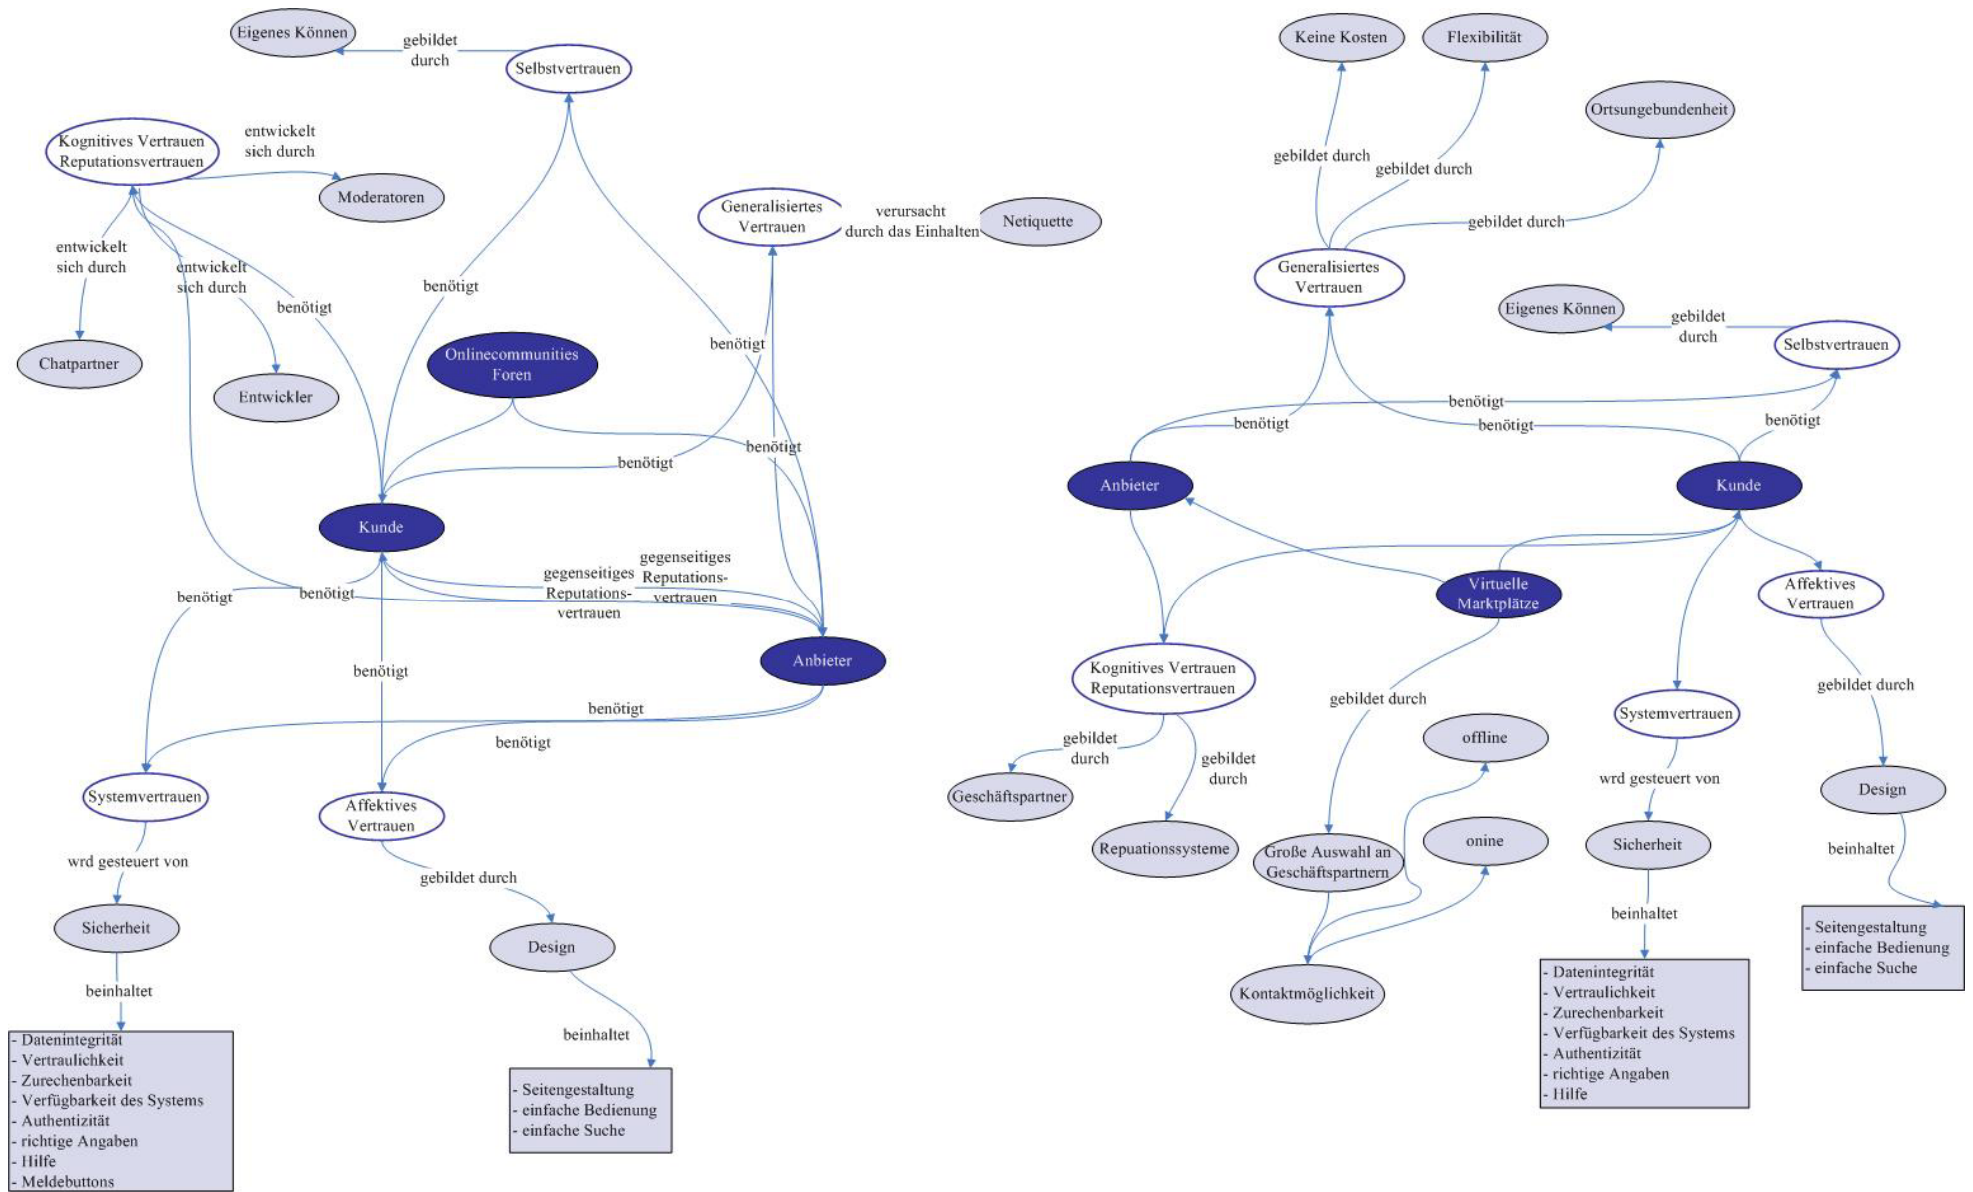 Eigenes Können
gebildet
durch
Selbstvertrauen
Kognitives Vertrauen
Reputationsvertrauen
entwickelt
sich durch
Moderatoren
entwickelt
sich durch
entwickelt
sich durch
benötigt
Chatpartner
Entwickler
benötigt
Onlinecommunities
Foren
benötigt
Generalisiertes
Vertrauen
verursacht
durch das Einhalten
Netiquette
benötigt
benötigt
Kunde
gegenseitiges
Reputations-
vertrauen
gegenseitiges
Reputations-
vertrauen
benötigt
benötigt
Anbieter
benötigt
benötigt
benötigt
Systemvertrauen
Affektives
Vertrauen
wrd gesteuert von
gebildet durch
Sicherheit
Design
beinhaltet
beinhaltet
- Datenintegrität
- Vertraulichkeit
- Zurechenbarkeit
- Verfügbarkeit des Systems
- Authentizität
- richtige Angaben
- Hilfe
- Meldebuttons
- Seitengestaltung
- einfache Bedienung
- einfache Suche
Keine Kosten
Flexibilität
Ortsungebundenheit
gebildet durch
gebildet durch
gebildet durch
Generalisiertes
Vertrauen
Eigenes Können
gebildet
durch
Selbstvertrauen
benötigt
benötigt
benötigt
benötigt
Anbieter
Kunde
Virtuelle
Marktplätze
Affektives
Vertrauen
Kognitives Vertrauen
Reputationsvertrauen
gebildet durch
gebildet durch
Systemvertrauen
gebildet
durch
gebildet
durch
offline
wrd gesteuert von
Geschäftspartner
Design
Repuationssysteme
Große Auswahl an
Geschäftspartnern
onine
Sicherheit
beinhaltet
beinhaltet
Kontaktmöglichkeit
- Seitengestaltung
- einfache Bedienung
- einfache Suche
- Datenintegrität
- Vertraulichkeit
- Zurechenbarkeit
- Verfügbarkeit des Systems
- Authentizität
- richtige Angaben
- Hilfe